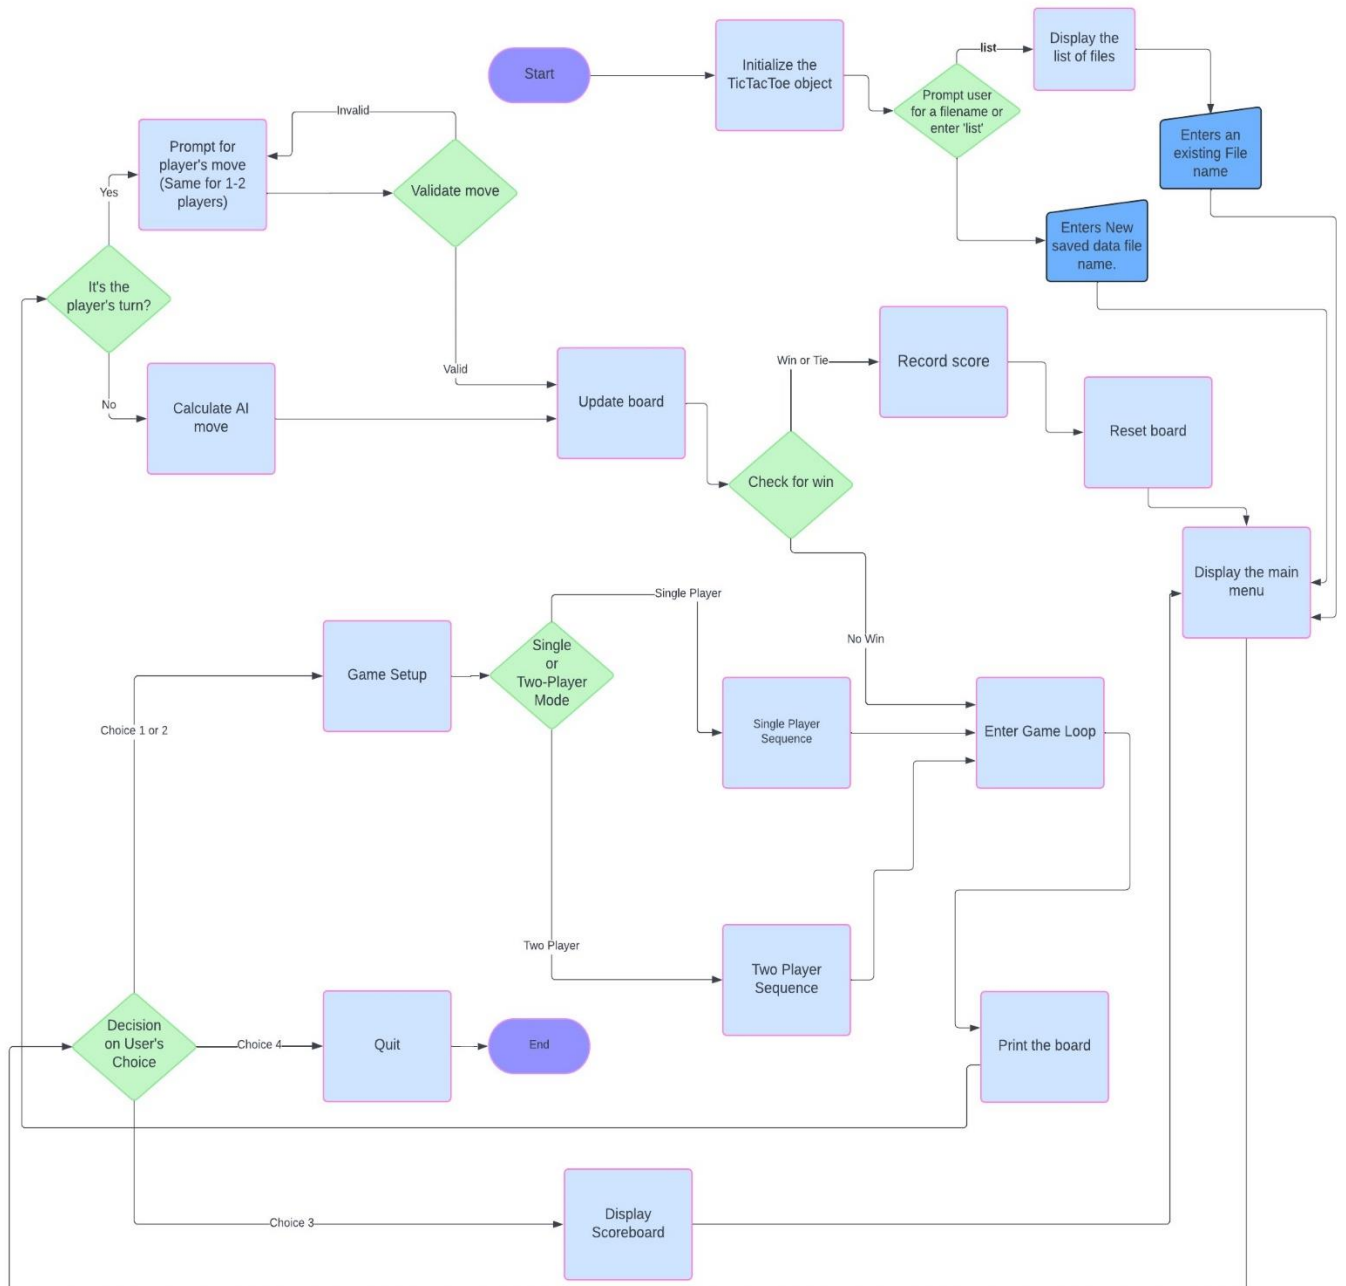 Start
Initialize the
TicTacToe object
list
Display the
list of files
Prompt user
for a filename or
enter 'list'
Enters an
existing File
name
Enters New
saved data file
name.
Invalid
Prompt for
player's move
(Same for 1-2
players)
Validate move
Yes
It's the
player's turn?
No
Calculate AI
move
Valid
Update board
Win or Tie
Record score
Reset board
Check for win
Display the main
menu
No Win
Single Player
Game Setup
Single
or
Two-Player
Mode
Single Player
Sequence
Enter Game Loop
Choice 1 or 2
Two Player
Two Player
Sequence
Decision
on User's
Choice
Choice 4
Quit
End
Print the board
Choice 3
Display
Scoreboard